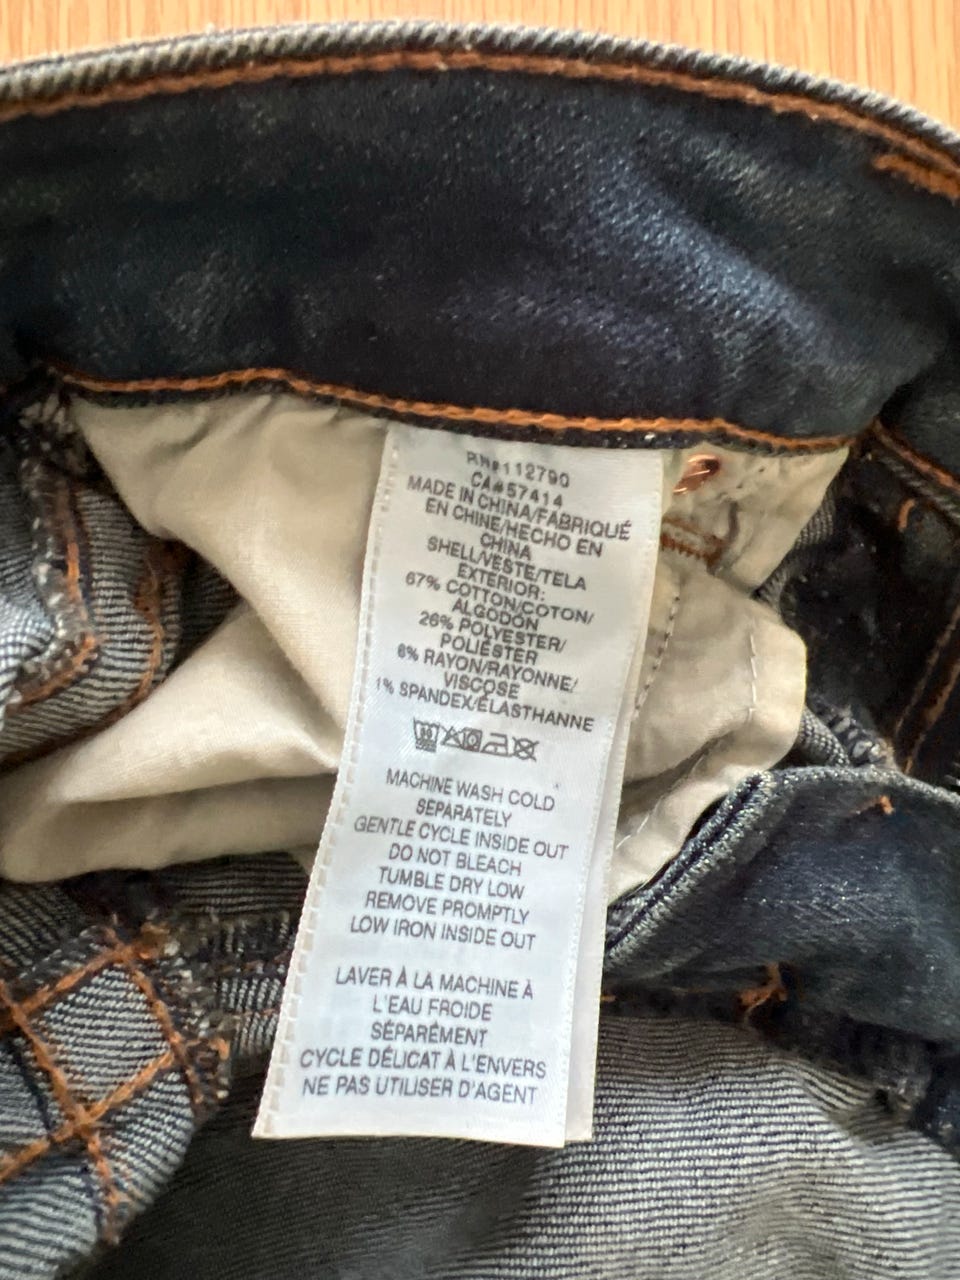 RN#112790
CA#57414
MADE IN CHINA/FABRIQUÉ
EN CHINE/HECHO EN
CHINA
SHELL/VESTE/TELA
EXTERIOR:
67% COTTON/COTON/
ALGODÓN
26% POLYESTER/
POLIÉSTER
6% RAYON/RAYONNE/
VISCOSE
1% SPANDEX/ÉLASTHANNE
MACHINE WASH COLD
SEPARATELY
GENTLE CYCLE INSIDE OUT
DO NOT BLEACH
TUMBLE DRY LOW
REMOVE PROMPTLY
LOW IRON INSIDE OUT
LAVER À LA MACHINE À
L'EAU FROIDE
SÉPARÉMENT
CYCLE DÉLICAT À L'ENVERS
NE PAS UTILISER D'AGENT